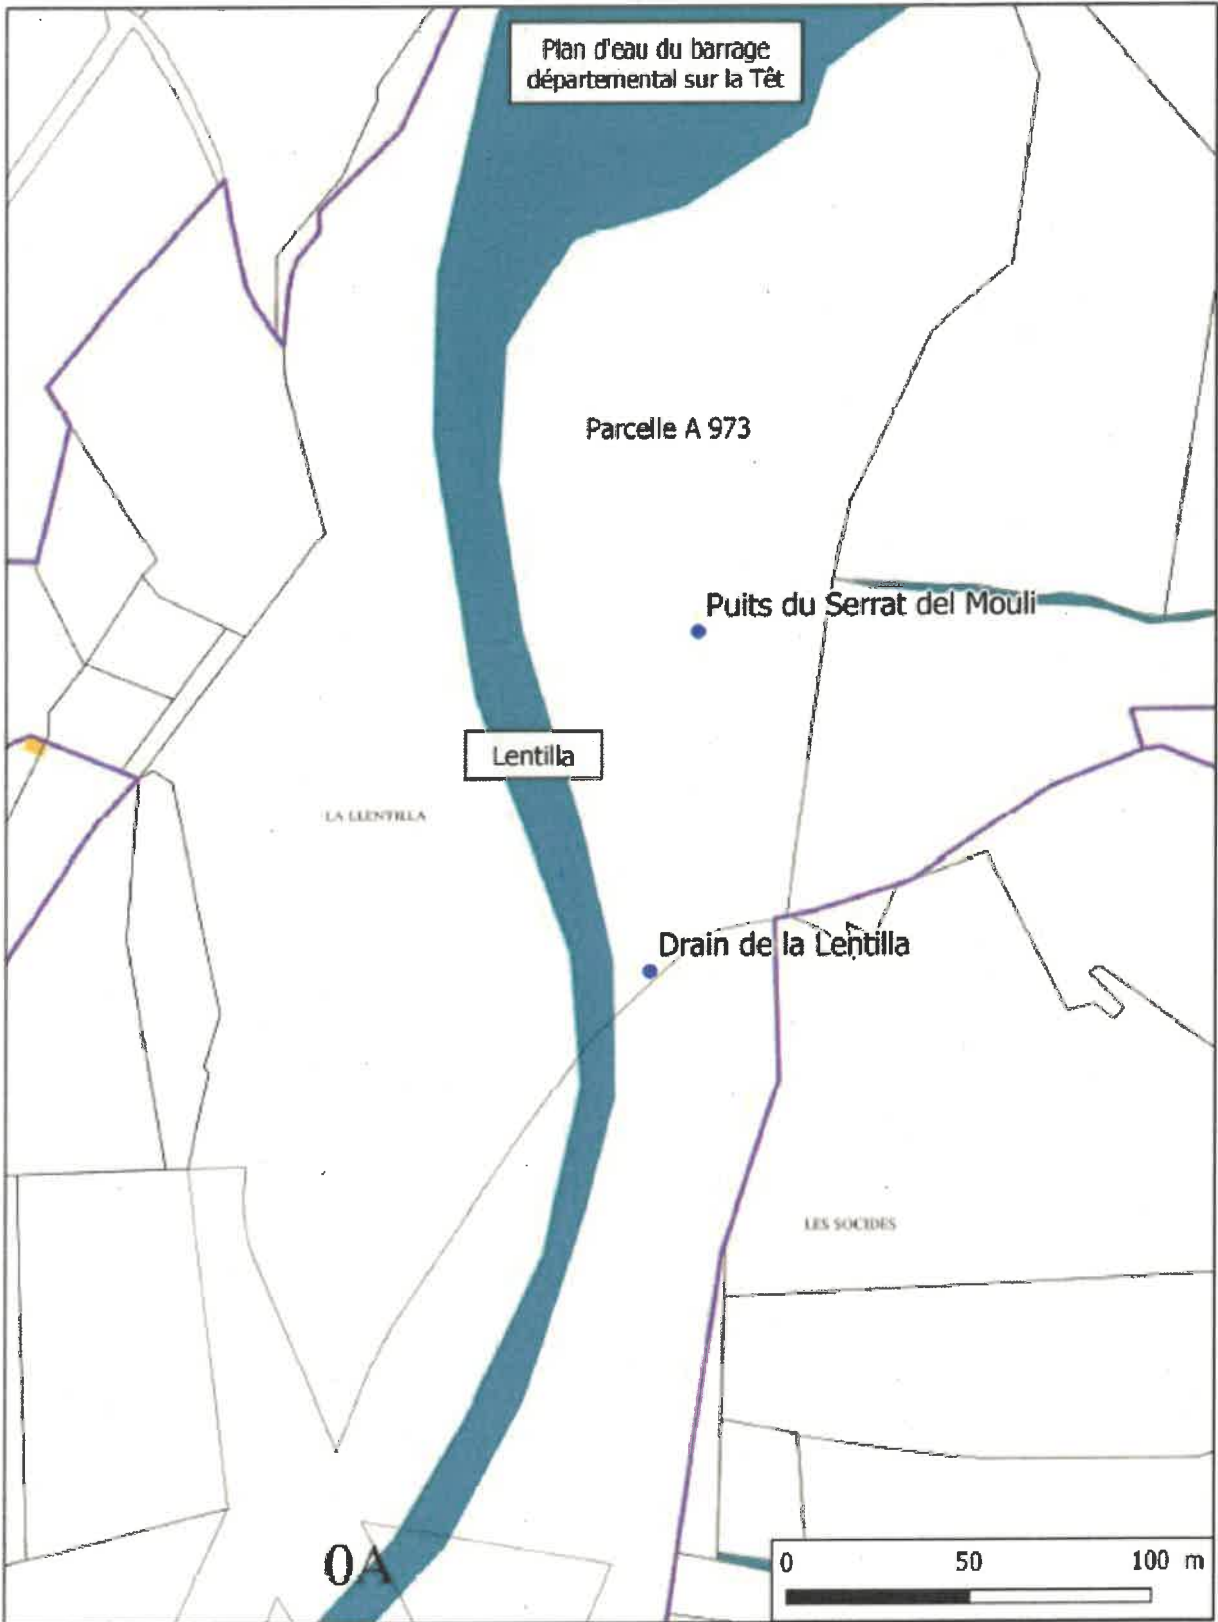 Plan d'eau du barrage
départemental sur la Têt
Parcelle A 973
Puits du Serrat del Mouli
Lentilla
LA LLENTILLA
Drain de la Lentilla
LES SOCIDES
0A
0 50 100 m